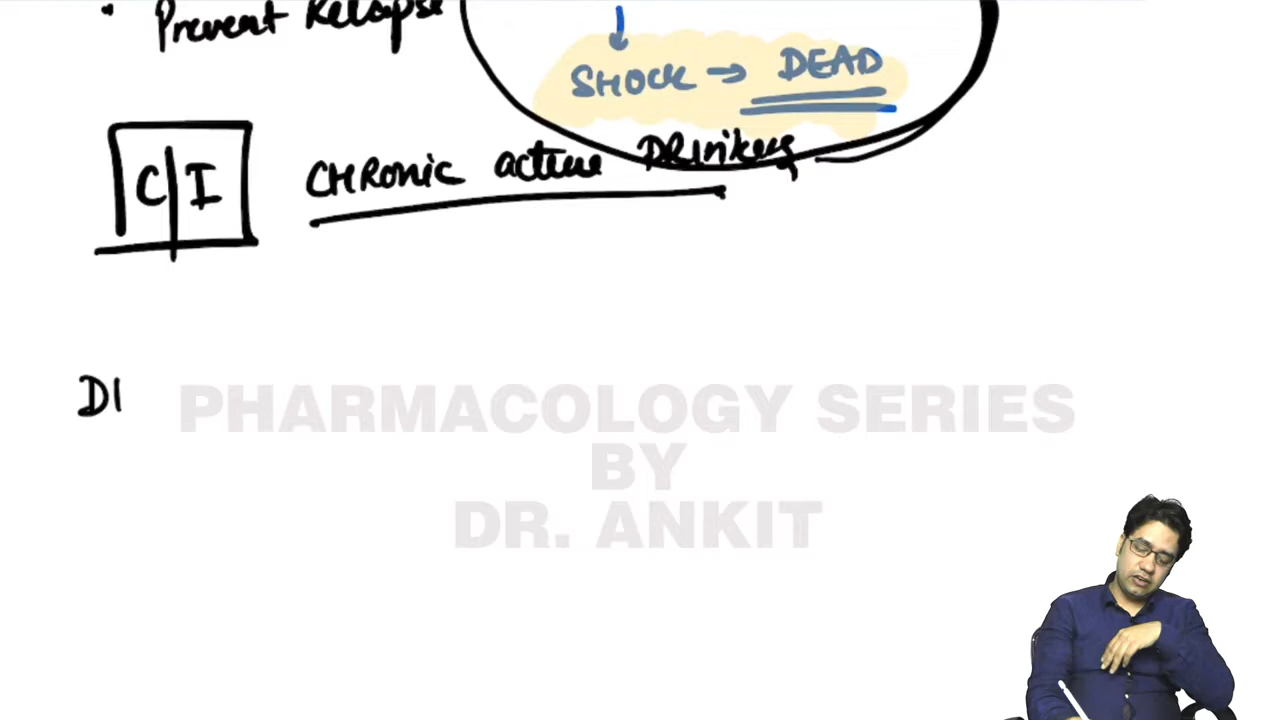 • Prevent Relapse
SHOCK → DEAD
C I CHRonic active DRinkers
DI
PHARMACOLOGY SERIES
BY
DR. ANKIT